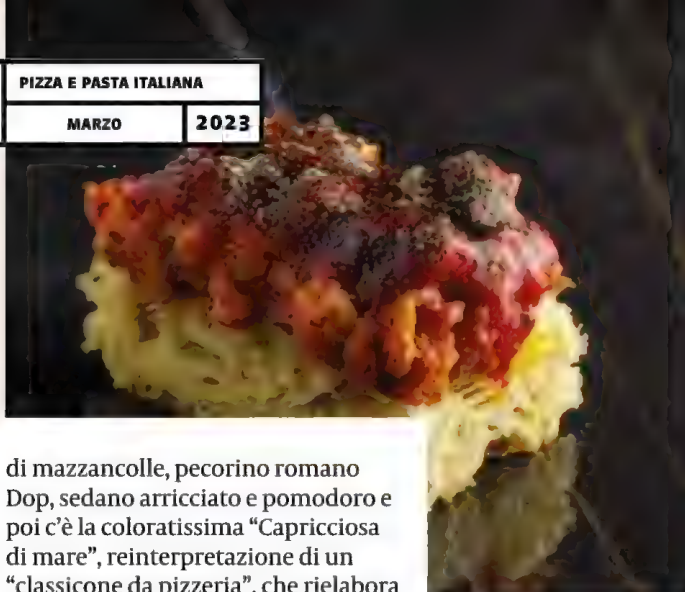 PIZZA E PASTA ITALIANA
MARZO 2023
di mazzancolle, pecorino romano
Dop, sedano arricciato e pomodoro e
poi c'è la coloratissima “Capricciosa
di mare”, reinterpretazione di un
“classicone da pizzeria”, che rielabora